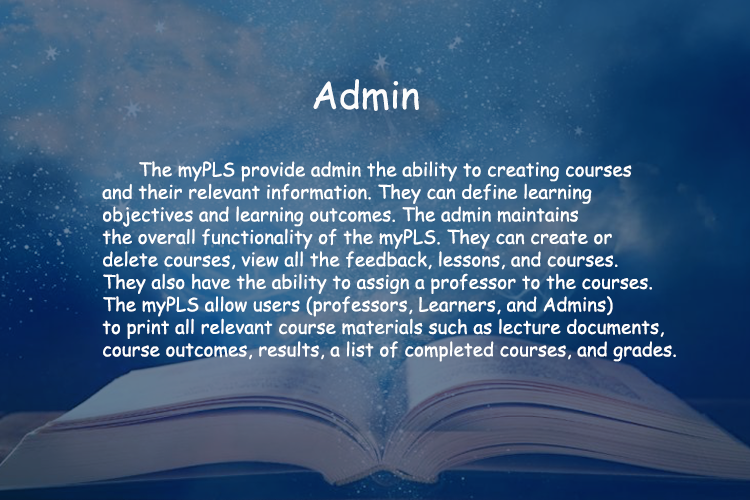 Admin
The myPLS provide admin the ability to creating courses
and their relevant information. They can define learning
objectives and learning outcomes. The admin maintains
the overall functionality of the myPLS. They can create or
delete courses, view all the feedback, lessons, and courses.
They also have the ability to assign a professor to the courses.
The myPLS allow users (professors, Learners, and Admins)
to print all relevant course materials such as lecture documents,
course outcomes, results, a list of completed courses, and grades.